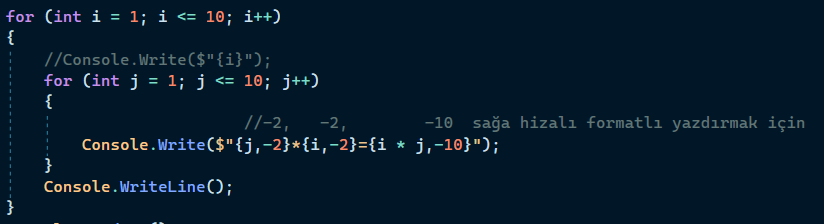 for (int i = 1; i <= 10; i++)
{
//Console.Write($"{i}");
for (int j = 1; j <= 10; j++)
{
//-2, -2, -10 sağa hizalı formatlı yazdırmak için
Console.Write($"{j,-2}*{i,-2}={i * j,-10}");
}
Console.WriteLine();
}